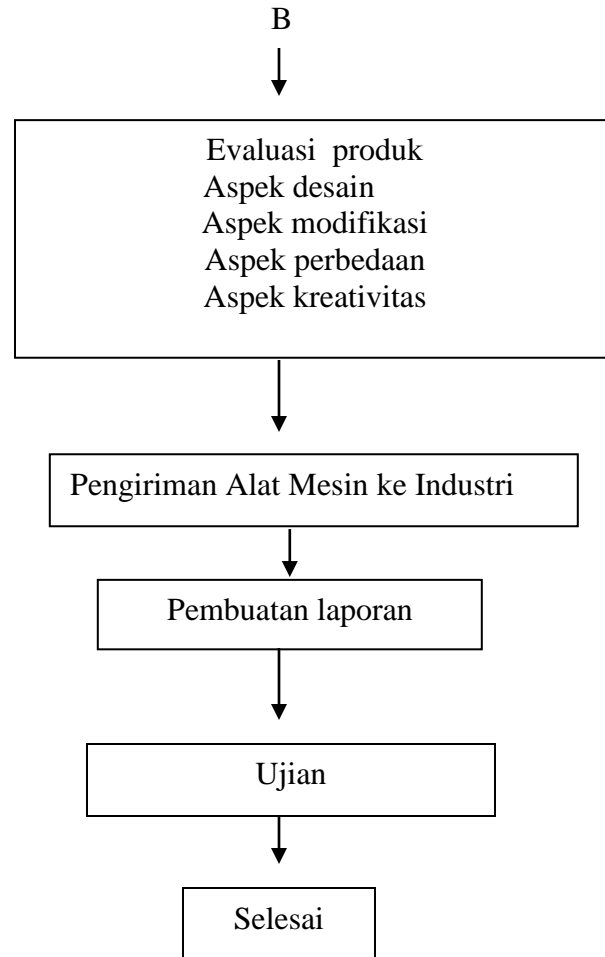 B
Evaluasi produk
Aspek desain
Aspek modifikasi
Aspek perbedaan
Aspek kreativitas
Pengiriman Alat Mesin ke Industri
Pembuatan laporan
Ujian
Selesai